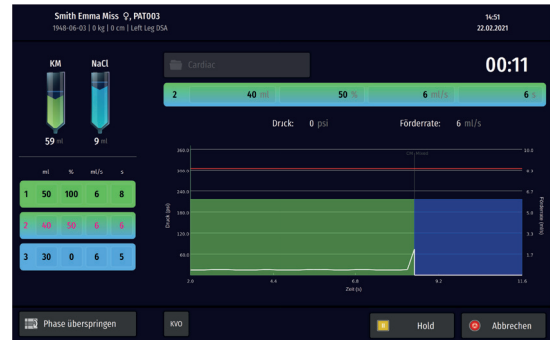 Smith Emma Miss ♀, PAT003
1948-06-03 | 0 kg | 0 cm | Left Leg DSA
14:51
22.02.2021
KM NaCl
59 ml 9 ml
Cardiac
00:11
2 40 ml 50 % 6 ml/s 6 s
Druck: 0 psi Förderrate: 6 ml/s
ml % ml/s s
1 50 100 6 8
2 40 50 6 6
3 30 0 6 5
Druck [psi]
360.0
300.0
240.0
180.0
120.0
60.0
10.0
6.7
5.0
3.3
1.7
Förderrate [ml/s]
2.0 4.4 6.8 9.2 11.6
Zeit [s]
Phase überspringen
KVO
Hold
Abbrechen